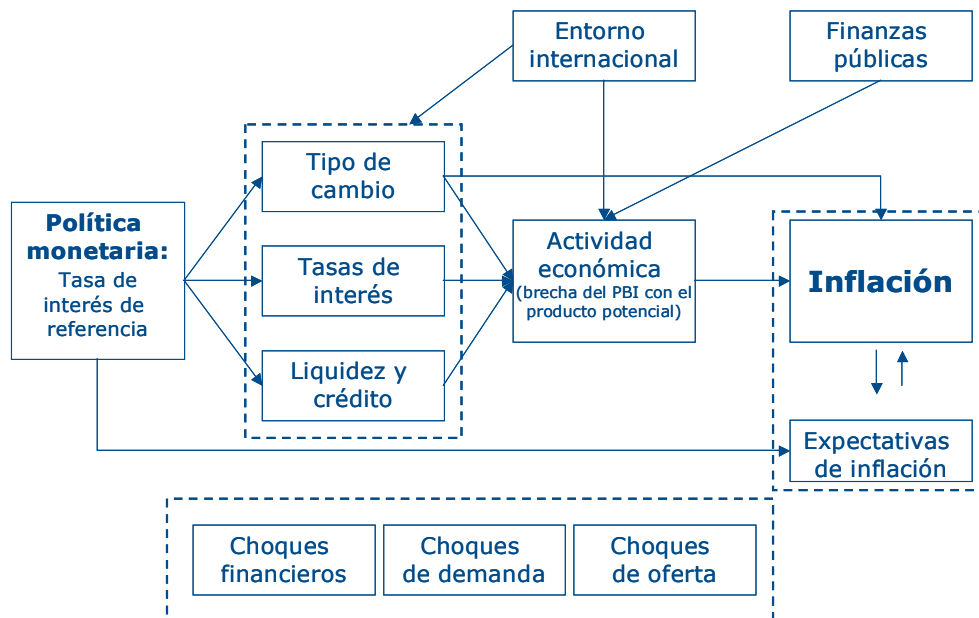 Entorno
internacional
Finanzas
públicas
Tipo de
cambio
Política
monetaria:
Tasa de
interés de
referencia
Tasas de
interés
Actividad
económica
(brecha del PBI con el
producto potencial)
Inflación
Liquidez y
crédito
Expectativas
de inflación
Choques
financieros
Choques
de demanda
Choques
de oferta